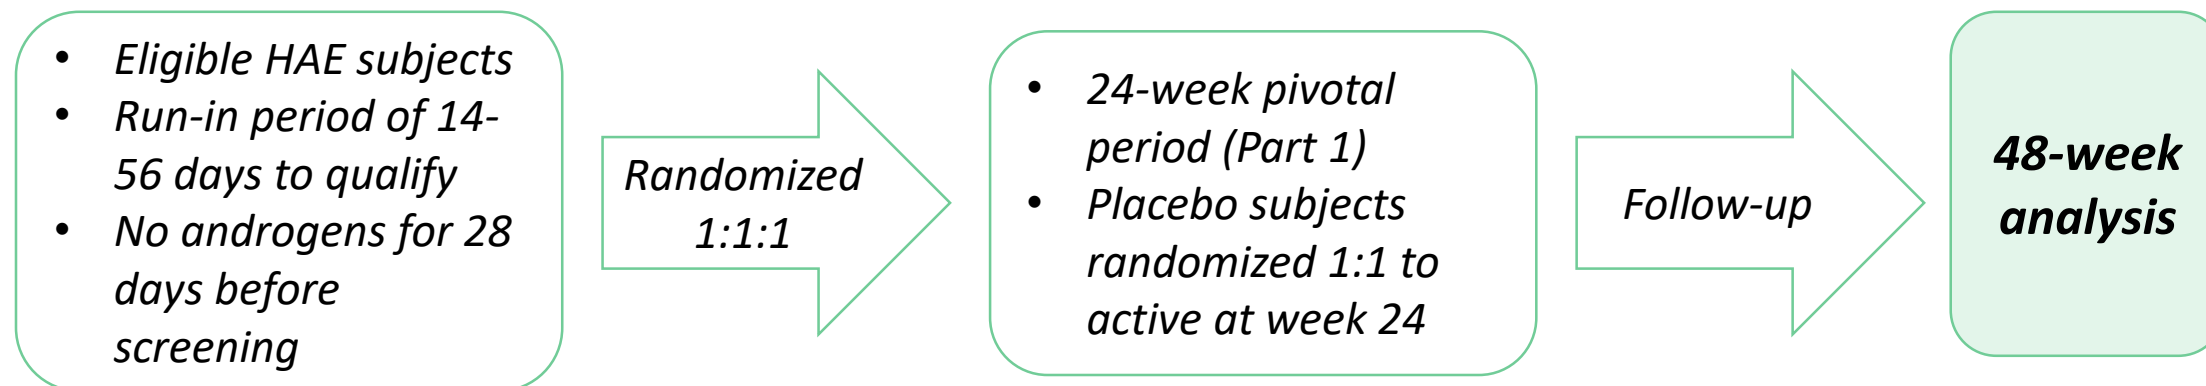 • Eligible HAE subjects
• Run-in period of 14-
56 days to qualify
• No androgens for 28
days before
screening
Randomized
1:1:1
• 24-week pivotal
period (Part 1)
• Placebo subjects
randomized 1:1 to
active at week 24
Follow-up
48-week
analysis